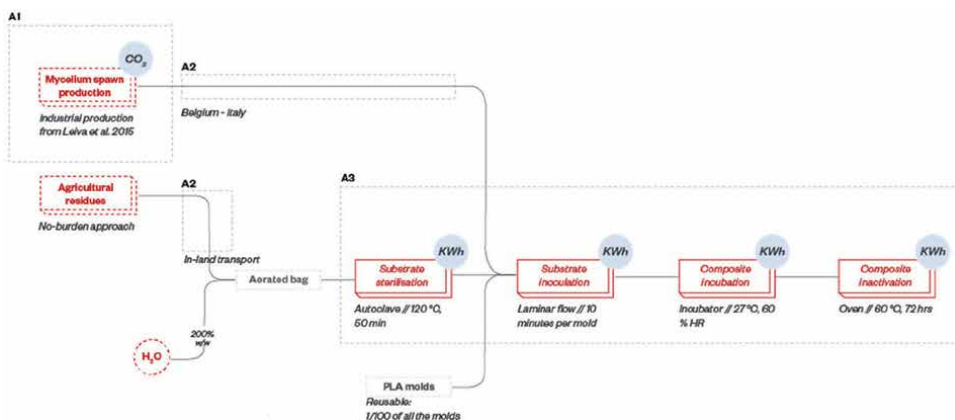 A1
CO2
Mycelium spawn
production
Industrial production
from Leiva et al. 2015
A2
Belgium - Italy
Agricultural
residues
No-burden approach
A2
In-land transport
Aerated bag
200%
w/w
H2O
A3
KWh
Substrate
sterilisation
Autoclave // 120 °C,
50 min
KWh
Substrate
inoculation
Laminar flow // 10
minutes per mold
KWh
Composite
incubation
Incubator // 27 °C, 60
% HR
KWh
Composite
inactivation
Oven // 60 °C, 72 hrs
PLA molds
Reusable:
1/100 of all the molds